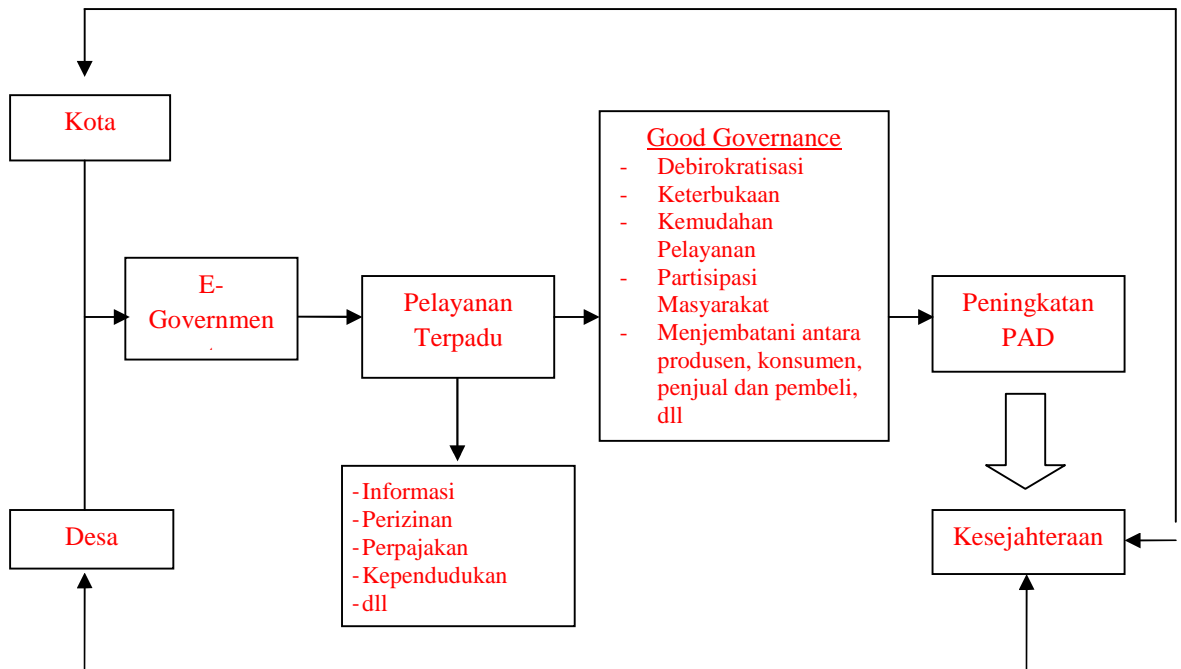 Kota
Good Governance
- Debirokratisasi
- Keterbukaan
- Kemudahan
Pelayanan
- Partisipasi
Masyarakat
- Menjembatani antara
produsen, konsumen,
penjual dan pembeli,
dll
E-
Governmen
Pelayanan
Terpadu
Peningkatan
PAD
-Informasi
-Perizinan
-Perpajakan
-Kependudukan
-dll
Desa
Kesejahteraan